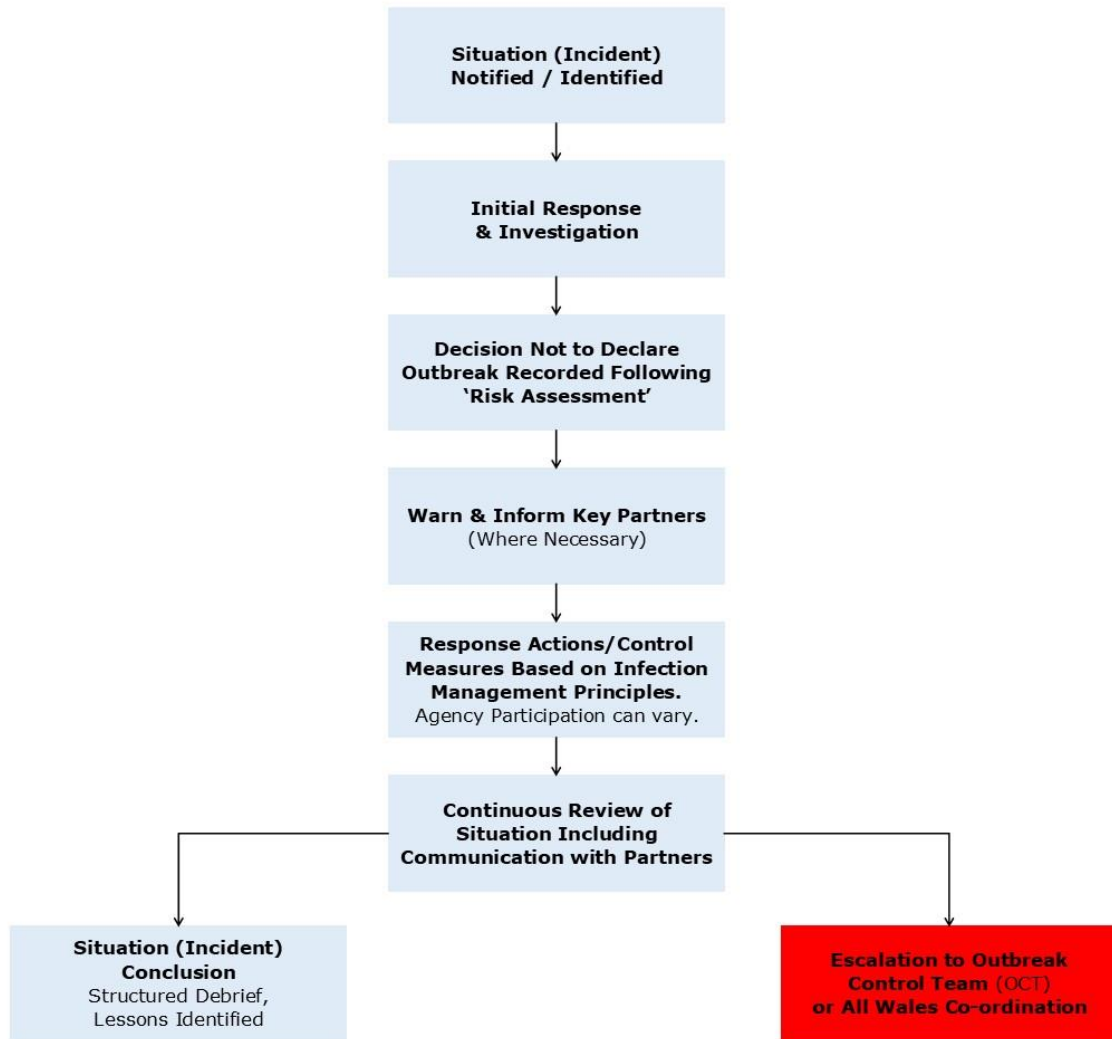 Situation (Incident)
Notified / Identified
Initial Response
& Investigation
Decision Not to Declare
Outbreak Recorded Following
‘Risk Assessment’
Warn & Inform Key Partners
(Where Necessary)
Response Actions/Control
Measures Based on Infection
Management Principles.
Agency Participation can vary.
Continuous Review of
Situation Including
Communication with Partners
Situation (Incident)
Conclusion
Structured Debrief,
Lessons Identified
Escalation to Outbreak
Control Team (OCT)
or All Wales Co-ordination